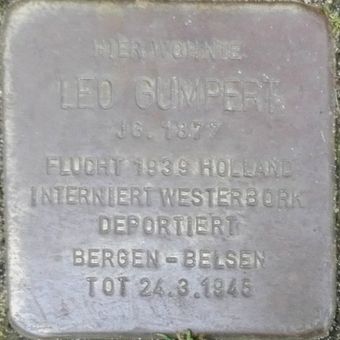 HIER WOHNTE
LEO GUMPERT
JG. 1877
FLUCHT 1939 HOLLAND
INTERNIERT WESTERBORK
DEPORTIERT
BERGEN-BELSEN
TOT 24.3.1945